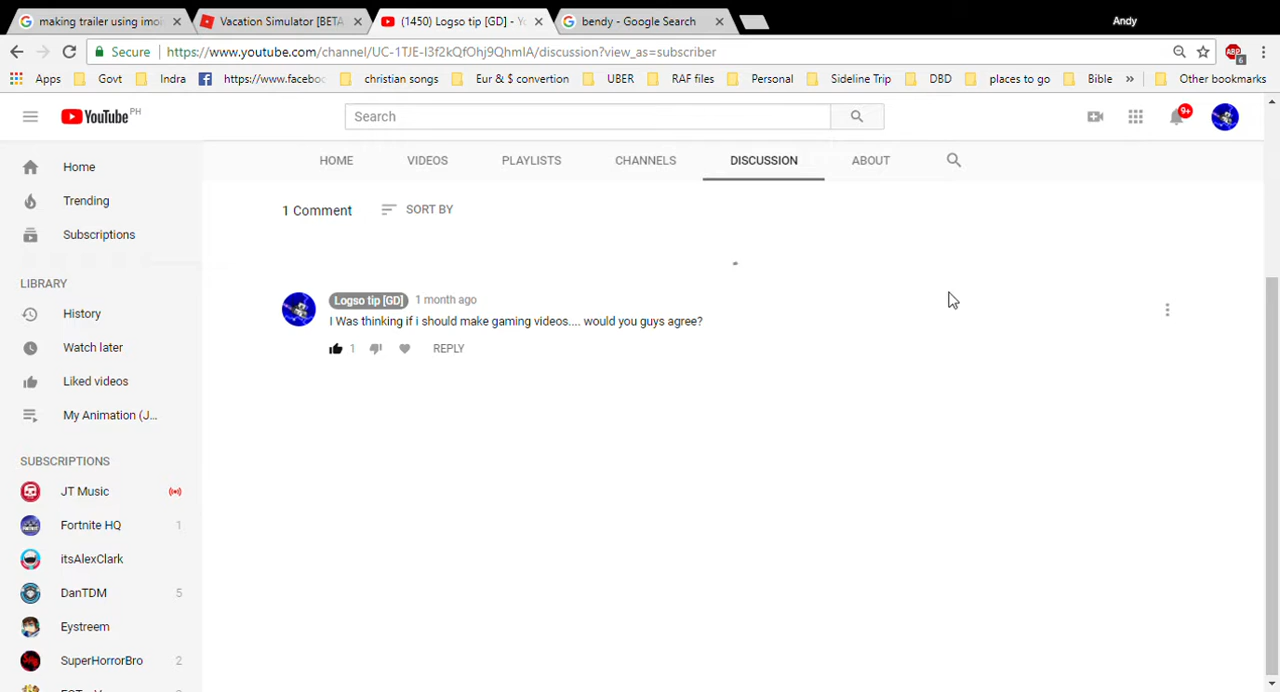 making trailer using imoi
Vacation Simulator [BETA
(1450) Logso tip [GD] - Yo
bendy - Google Search
Andy
Secure
https://www.youtube.com/channel/UC-1TJE-I3f2kQfOhj9QhmIA/discussion?view_as=subscriber
ABP
6
Apps
Govt
Indra
https://www.faceboc
christian songs
Eur & $ convertion
UBER
RAF files
Personal
Sideline Trip
DBD
places to go
Bible
»
Other bookmarks
YouTube PH
Search
9+
HOME
VIDEOS
PLAYLISTS
CHANNELS
DISCUSSION
ABOUT
Home
Trending
Subscriptions
LIBRARY
History
Watch later
Liked videos
My Animation (J...
SUBSCRIPTIONS
JT Music
Fortnite HQ 1
itsAlexClark
DanTDM 5
Eystreem
SuperHorrorBro 2
1 Comment
SORT BY
Logso tip [GD] 1 month ago
I Was thinking if i should make gaming videos.... would you guys agree?
1
REPLY